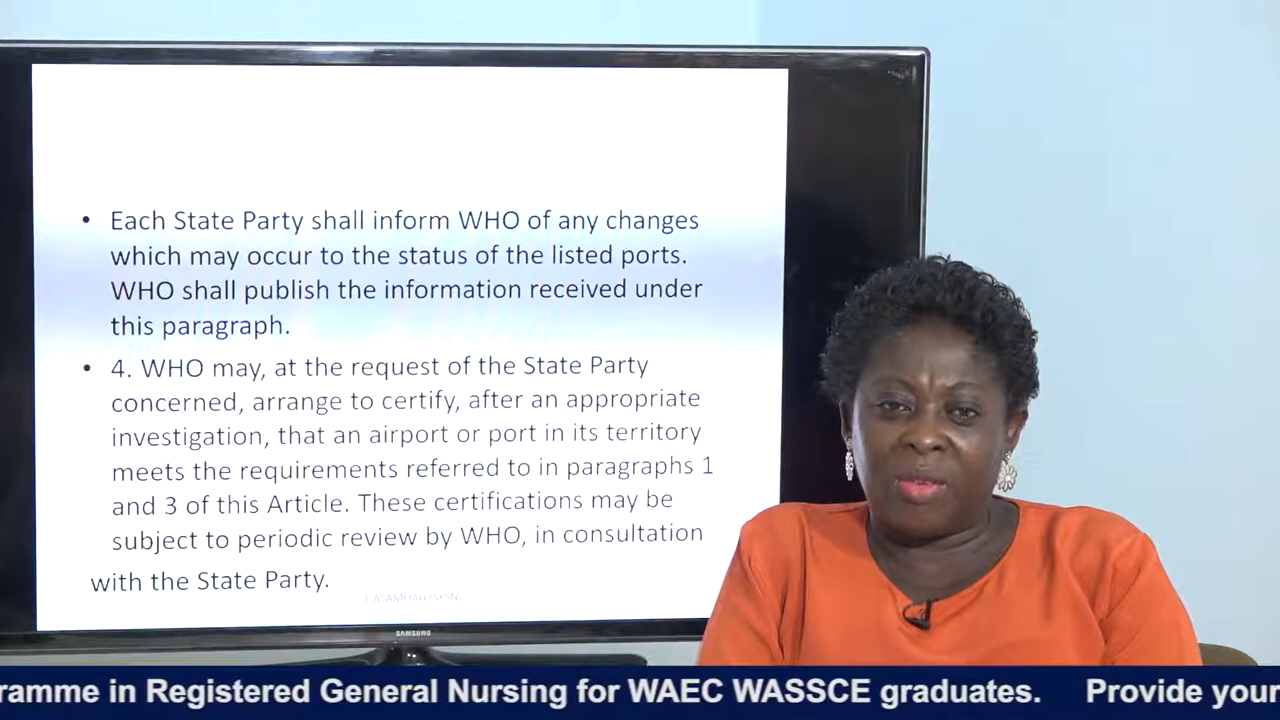 • Each State Party shall inform WHO of any changes
which may occur to the status of the listed ports.
WHO shall publish the information received under
this paragraph.
• 4. WHO may, at the request of the State Party
concerned, arrange to certify, after an appropriate
investigation, that an airport or port in its territory
meets the requirements referred to in paragraphs 1
and 3 of this Article. These certifications may be
subject to periodic review by WHO, in consultation
with the State Party.
SAMSUNG
ramme in Registered General Nursing for WAEC WASSCE graduates. Provide your